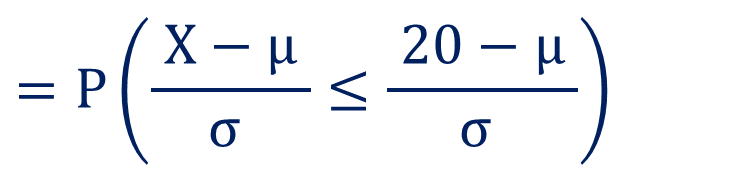 = P ( (X − μ) / σ ≤ (20 − μ) / σ )